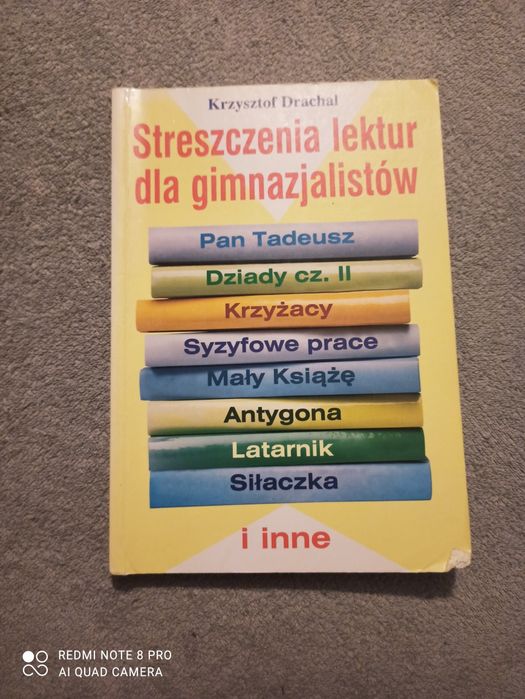 Krzysztof Drachal
Streszczenia lektur
dla gimnazjalistów
Pan Tadeusz
Dziady cz. II
Krzyżacy
Syzyfowe prace
Mały Książę
Antygona
Latarnik
Siłaczka
i inne
REDMI NOTE 8 PRO
AI QUAD CAMERA